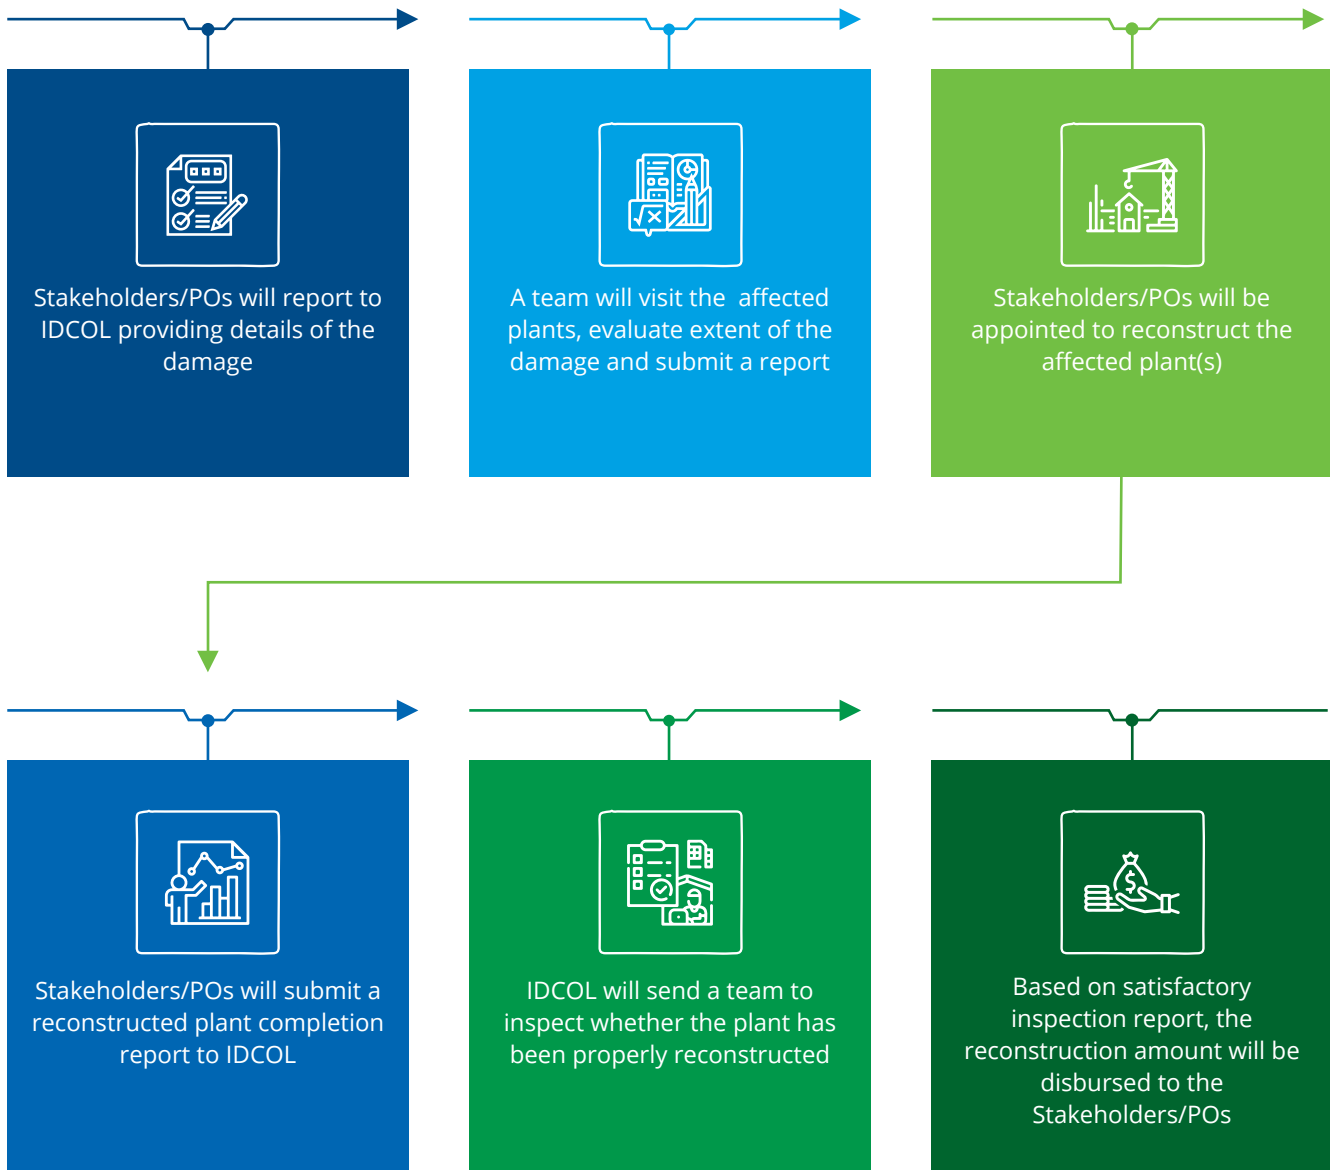 Stakeholders/POs will report to
IDCOL providing details of the
damage
A team will visit the affected
plants, evaluate extent of the
damage and submit a report
Stakeholders/POs will be
appointed to reconstruct the
affected plant(s)
Stakeholders/POs will submit a
reconstructed plant completion
report to IDCOL
IDCOL will send a team to
inspect whether the plant has
been properly reconstructed
Based on satisfactory
inspection report, the
reconstruction amount will be
disbursed to the
Stakeholders/POs